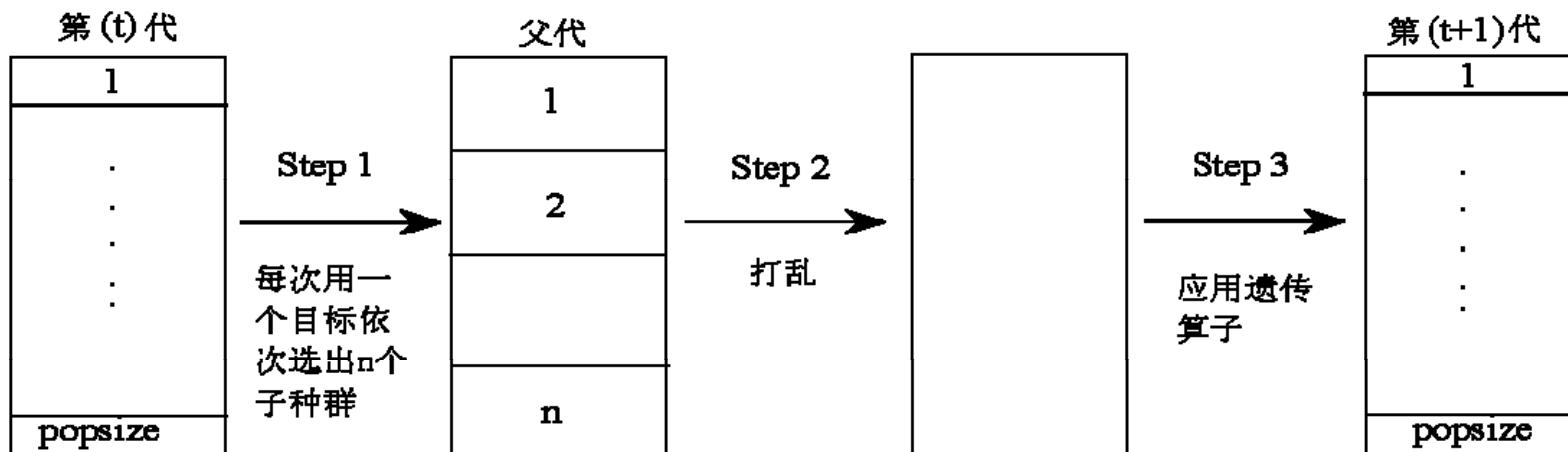 第(t)代
1
popsize
Step 1
每次用一
个目标依
次选出n个
子种群
父代
1
2
n
Step 2
打乱
Step 3
应用遗传
算子
第(t+1)代
1
popsize